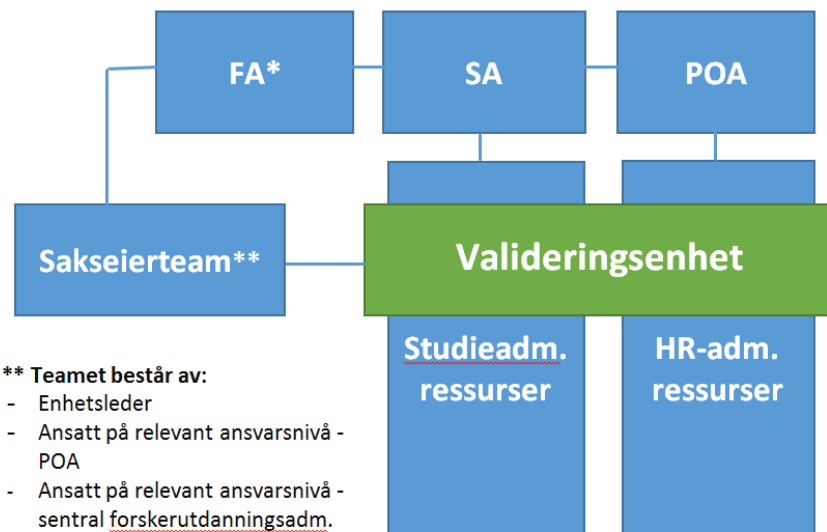 FA*
SA
POA
Sakseierteam**
Valideringsenhet
Studieadm.
ressurser
HR-adm.
ressurser
** Teamet består av:
- Enhetsleder
- Ansatt på relevant ansvarsnivå -
POA
- Ansatt på relevant ansvarsnivå -
sentral forskerutdanningsadm.